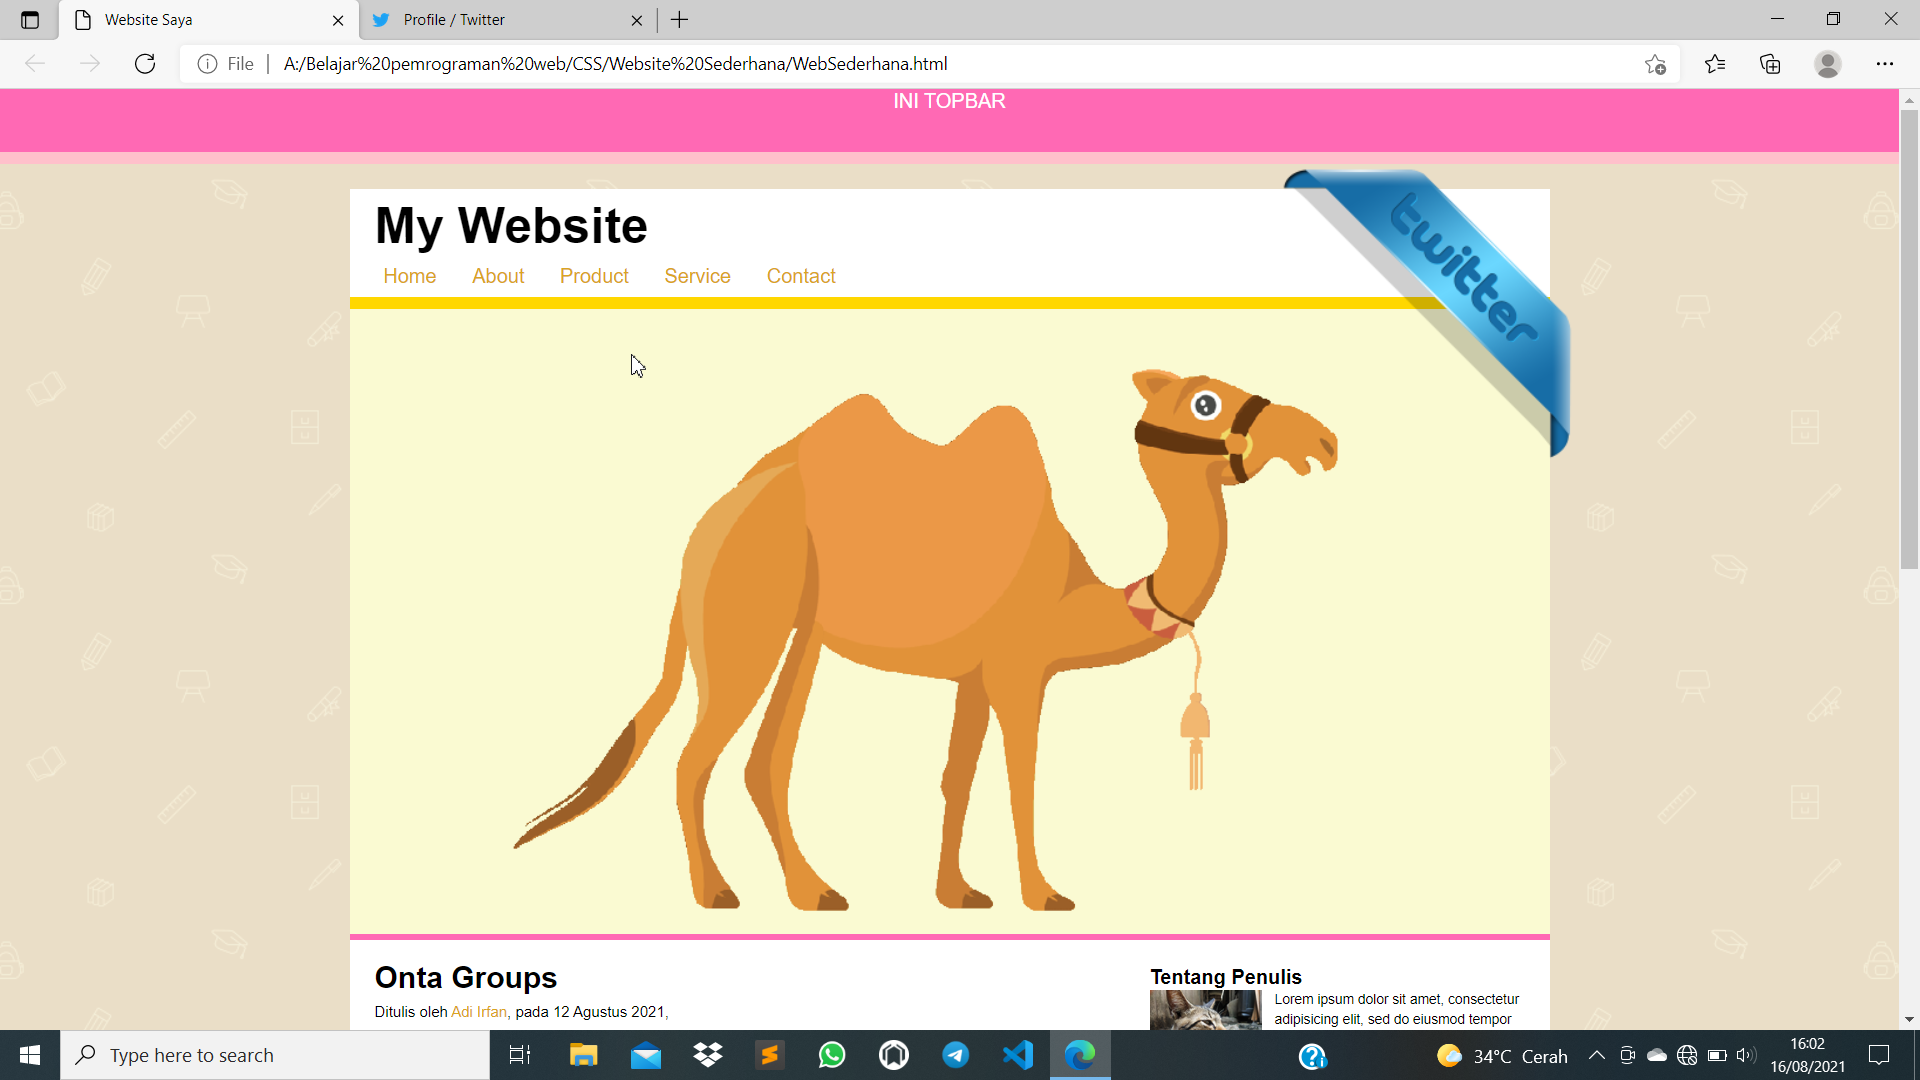 Website Saya
Profile / Twitter
File
A:/Belajar%20pemrograman%20web/CSS/Website%20Sederhana/WebSederhana.html
INI TOPBAR
My Website
Home About Product Service Contact
twitter
Onta Groups
Ditulis oleh Adi Irfan, pada 12 Agustus 2021,
Tentang Penulis
Lorem ipsum dolor sit amet, consectetur
adipisicing elit, sed do eiusmod tempor
Type here to search
34°C Cerah
16:02
16/08/2021